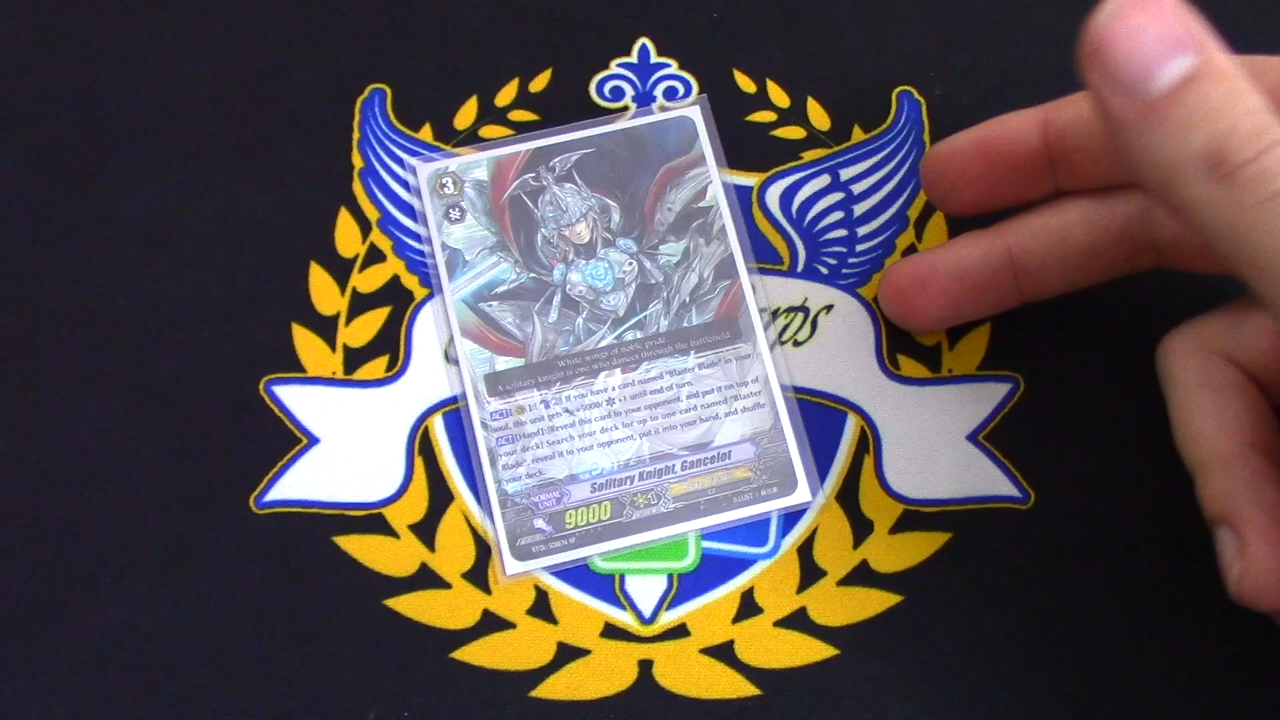 3
White wings of noble pride.
A solitary knight is one who dances through the battlefield.
ACT If you have a card named "Blaster Blade" in your
soul, this unit gets +5000/ +1 until end of turn.
ACT [Hand]:[Reveal this card to your opponent, and put it on top of
your deck] Search your deck for up to one card named "Blaster
Blade", reveal it to your opponent, put it into your hand, and shuffle
your deck.
NORMAL
UNIT
Solitary Knight, Gancelot
9000
1